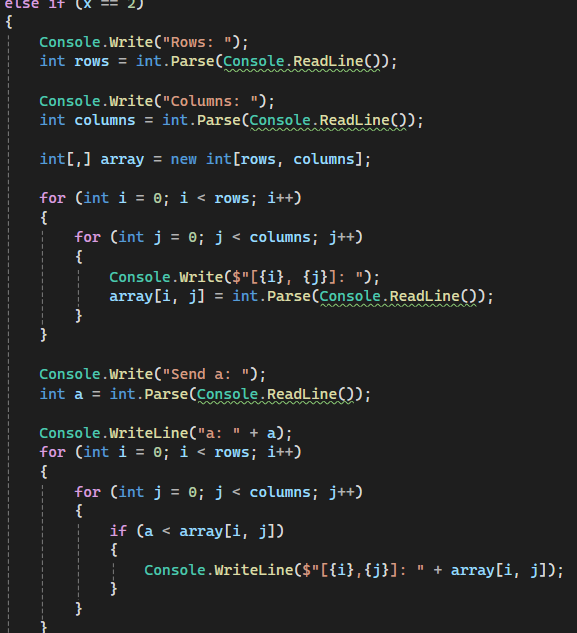 else if (x == 2)
{
Console.Write("Rows: ");
int rows = int.Parse(Console.ReadLine());
Console.Write("Columns: ");
int columns = int.Parse(Console.ReadLine());
int[,] array = new int[rows, columns];
for (int i = 0; i < rows; i++)
{
for (int j = 0; j < columns; j++)
{
Console.Write($"[{i}, {j}]: ");
array[i, j] = int.Parse(Console.ReadLine());
}
}
Console.Write("Send a: ");
int a = int.Parse(Console.ReadLine());
Console.WriteLine("a: " + a);
for (int i = 0; i < rows; i++)
{
for (int j = 0; j < columns; j++)
{
if (a < array[i, j])
{
Console.WriteLine($"[{i},{j}]: " + array[i, j]);
}
}
}